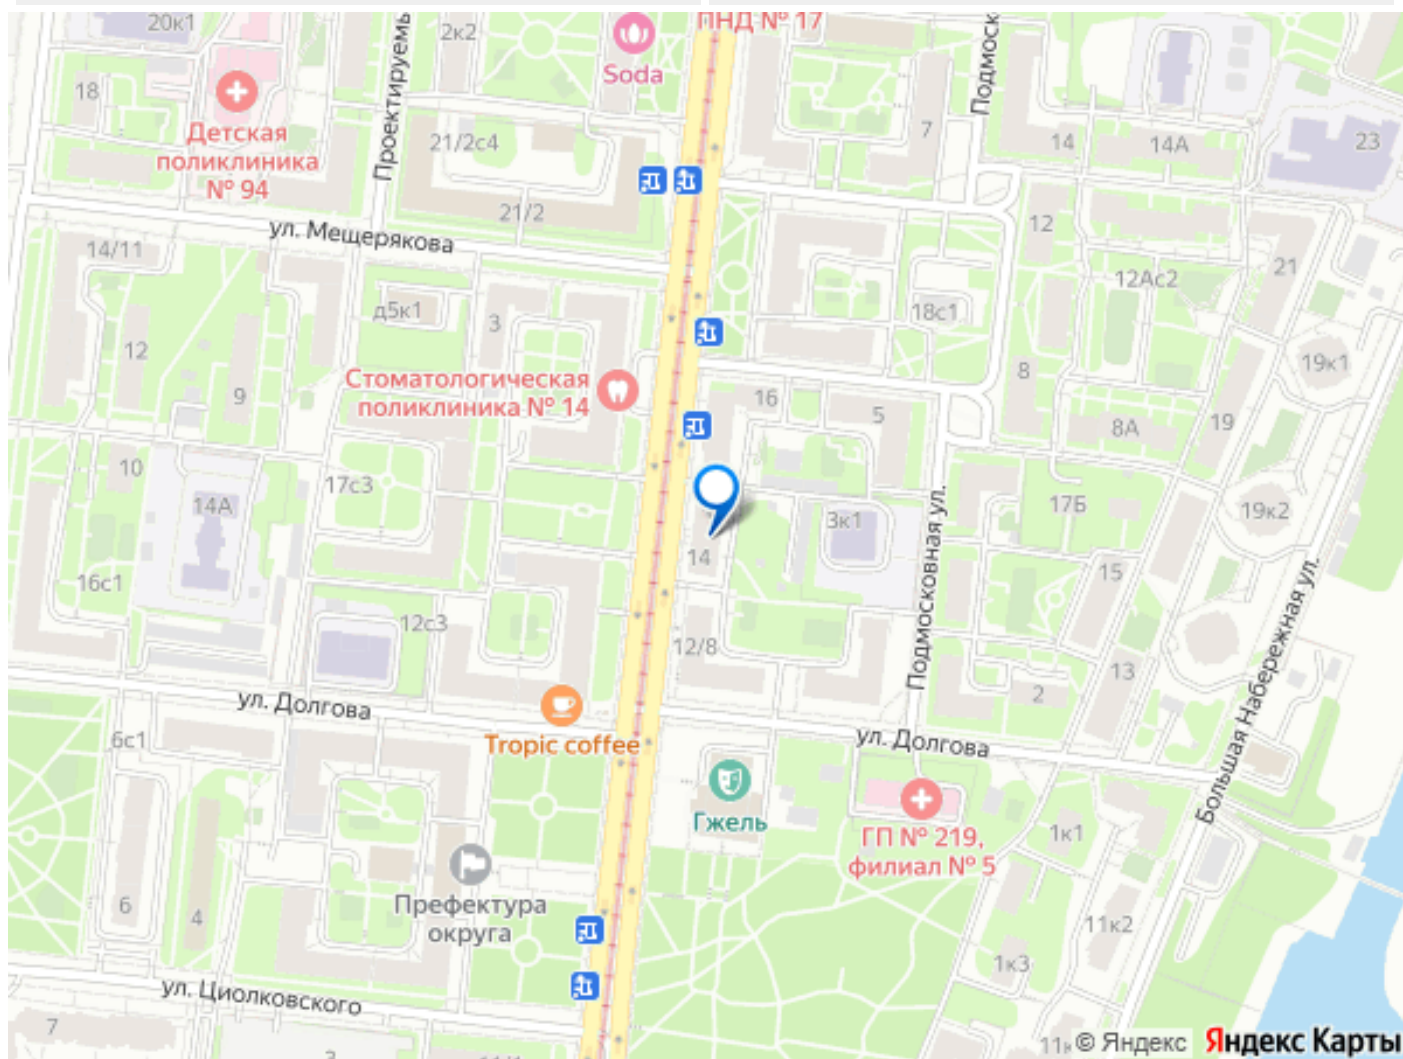 20к1
2к2
ПНД № 17
Soda
Проектируемы
Подмоск
18
Детская
поликлиника
№ 94
21/2с4
7
14
14А
23
21/2
ул. Мещерякова
12
14/11
21
12Ас2
д5к1
3
18с1
12
19к1
9
Стоматологическая
поликлиника № 14
16
5
8
19
8А
10
17с3
14А
17Б
19к2
3к1
14
Подмосковная ул.
15
16с1
12с3
12/8
13
2
Большая Набережная ул.
ул. Долгова
6с1
Tropic coffee
ул. Долгова
Гжель
ГП № 219,
филиал № 5
1к1
Префектура
округа
6
4
11к2
1к3
ул. Циолковского
7
© Яндекс
Яндекс Карты